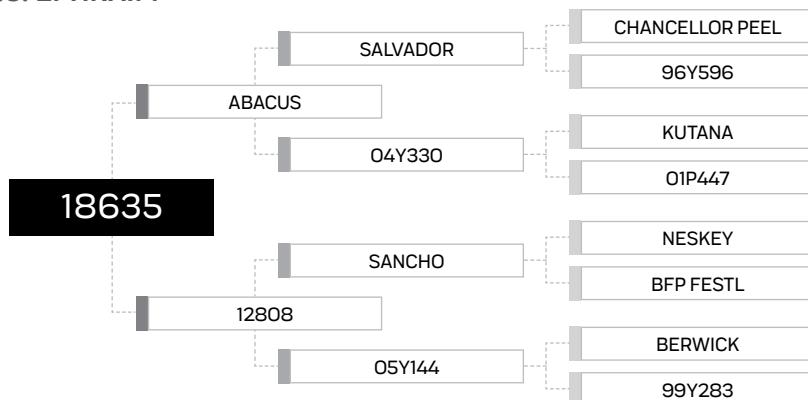 CHANCELLOR PEEL
SALVADOR
96Y596
ABACUS
KUTANA
04Y330
01P447
18635
NESKEY
SANCHO
BFP FESTL
12808
BERWICK
05Y144
99Y283